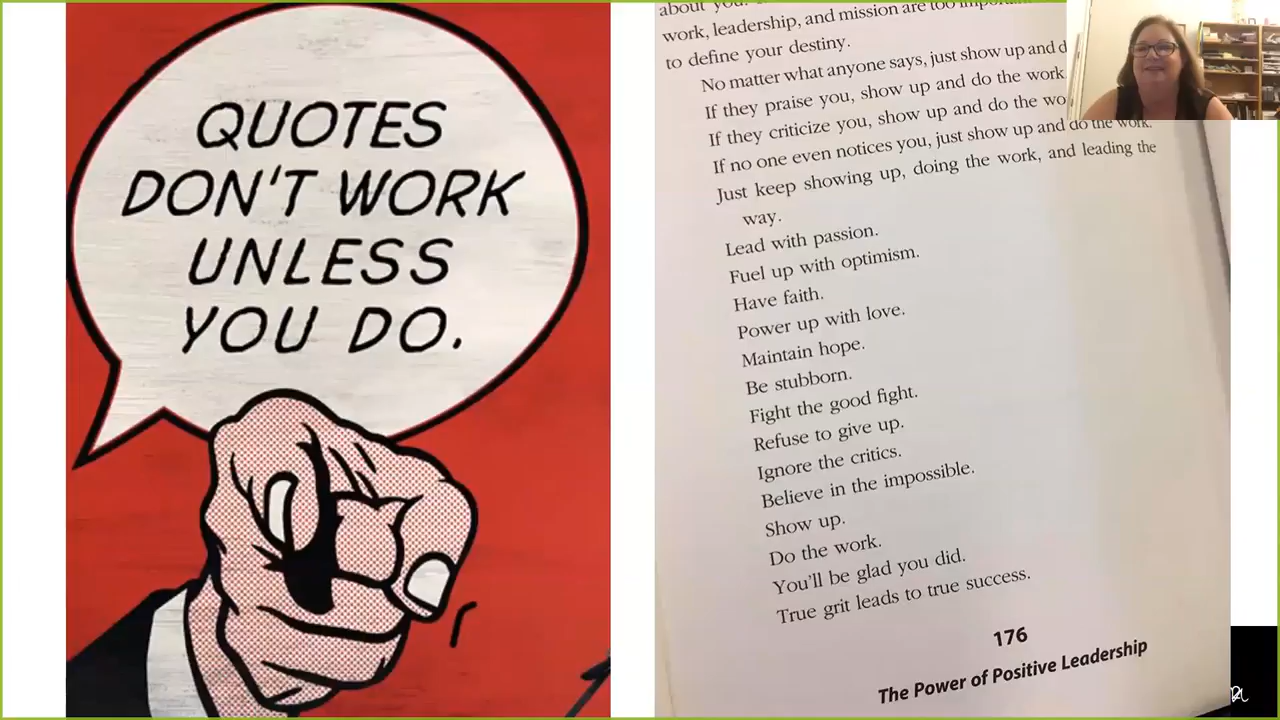 QUOTES
DON'T WORK
UNLESS
YOU DO.
about you.
work, leadership, and mission are too
to define your destiny.
No matter what anyone says, just show up and
If they praise you, show up and do the work
If they criticize you, show up and do the
If no one even notices you, just show up and do the work.
Just keep showing up, doing the work, and leading the
way.
Lead with passion.
Fuel up with optimism.
Have faith.
Power up with love.
Maintain hope.
Be stubborn.
Fight the good fight.
Refuse to give up.
Ignore the critics.
Believe in the impossible.
Show up.
Do the work.
You'll be glad you did.
True grit leads to true success.
176
The Power of Positive Leadership